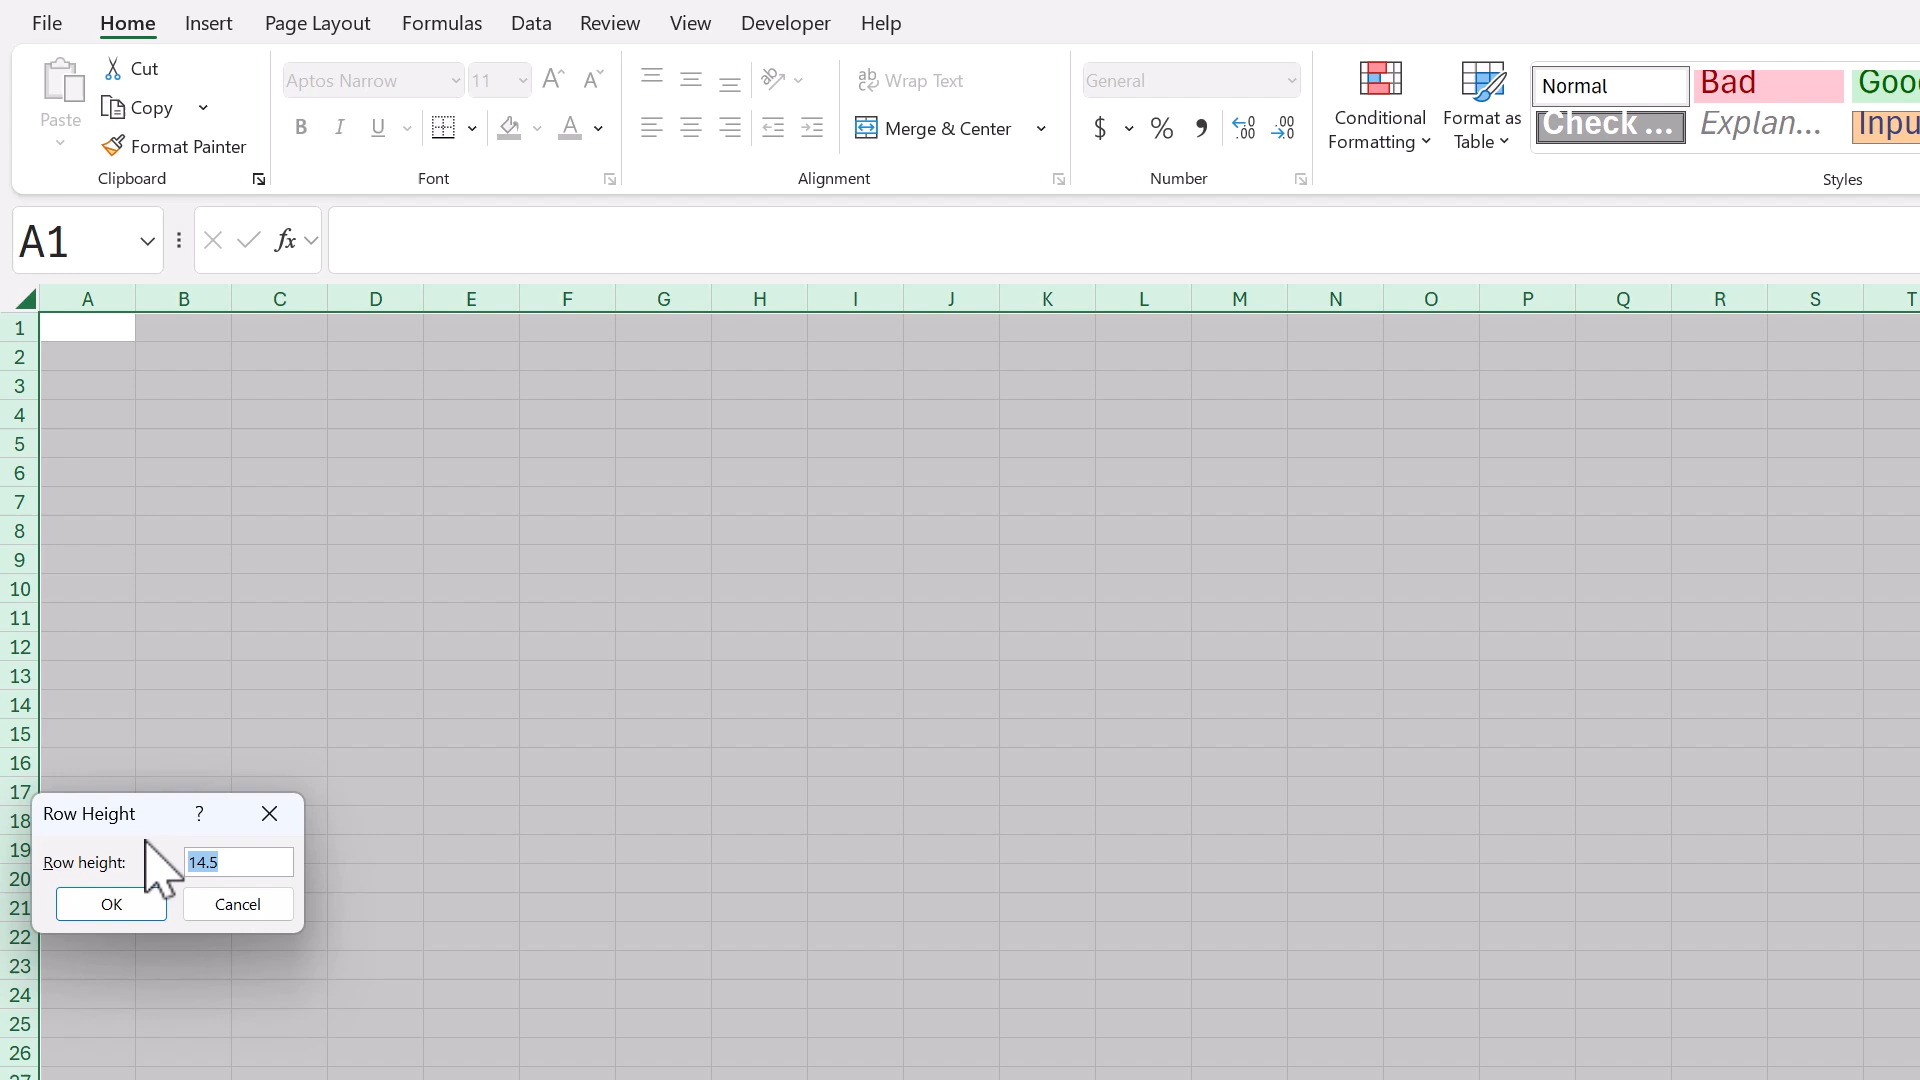 File Home Insert Page Layout Formulas Data Review View Developer Help
Paste
Cut
Copy
Format Painter
Clipboard
Aptos Narrow 11
B I U
Font
Wrap Text
Merge & Center
Alignment
General
$ % 9
Number
Conditional
Formatting
Format as
Table
Normal Bad
Check ... Explan...
Styles
A1 fx
A B C D E F G H I J K L M N O P Q R S T
1
2
3
4
5
6
7
8
9
10
11
12
13
14
15
16
17
18
19
20
21
22
23
24
25
26
27
Row Height ?
Row height: 14.5
OK Cancel